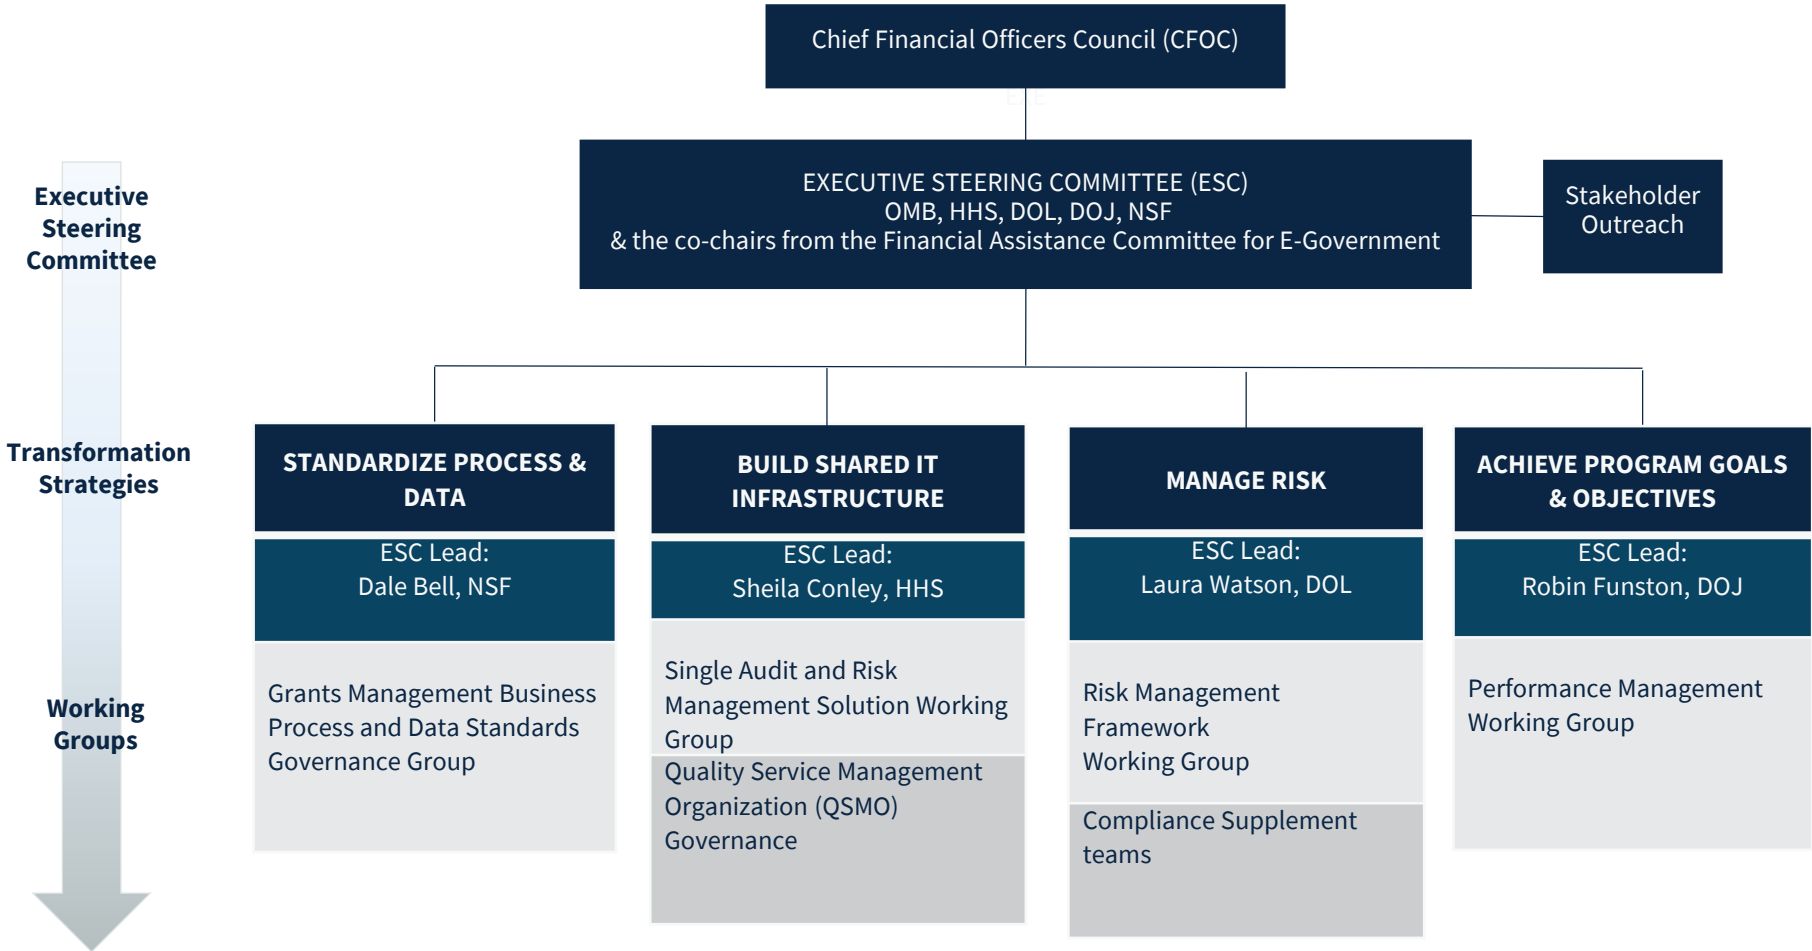 Chief Financial Officers Council (CFOC)
EXE
EXECUTIVE STEERING COMMITTEE (ESC)
OMB, HHS, DOL, DOJ, NSF
& the co-chairs from the Financial Assistance Committee for E-Government
Stakeholder
Outreach
Executive
Steering
Committee
Transformation
Strategies
Working
Groups
STANDARDIZE PROCESS &
DATA
ESC Lead:
Dale Bell, NSF
Grants Management Business
Process and Data Standards
Governance Group
BUILD SHARED IT
INFRASTRUCTURE
ESC Lead:
Sheila Conley, HHS
Single Audit and Risk
Management Solution Working
Group
Quality Service Management
Organization (QSMO)
Governance
MANAGE RISK
ESC Lead:
Laura Watson, DOL
Risk Management
Framework
Working Group
Compliance Supplement
teams
ACHIEVE PROGRAM GOALS
& OBJECTIVES
ESC Lead:
Robin Funston, DOJ
Performance Management
Working Group